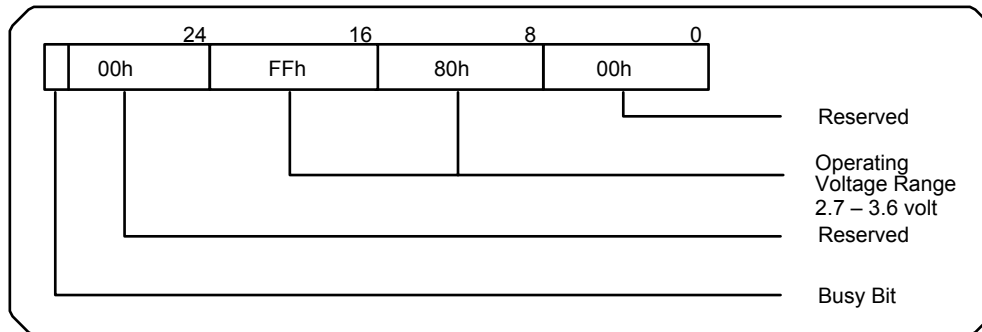 24 16 8 0
00h FFh 80h 00h
Reserved
Operating
Voltage Range
2.7 – 3.6 volt
Reserved
Busy Bit